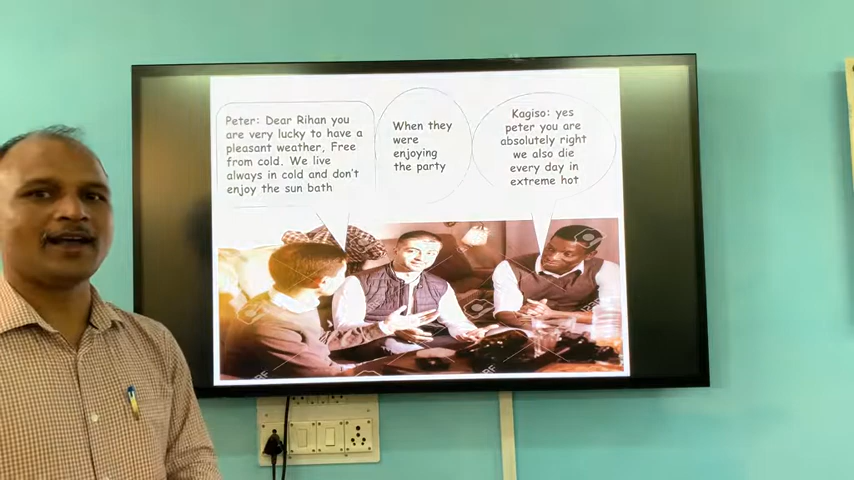 Peter: Dear Rihan you
are very lucky to have a
pleasant weather, Free
from cold. We live
always in cold and don't
enjoy the sun bath
When they
were
enjoying
the party
Kagiso: yes
peter you are
absolutely right
we also die
every day in
extreme hot